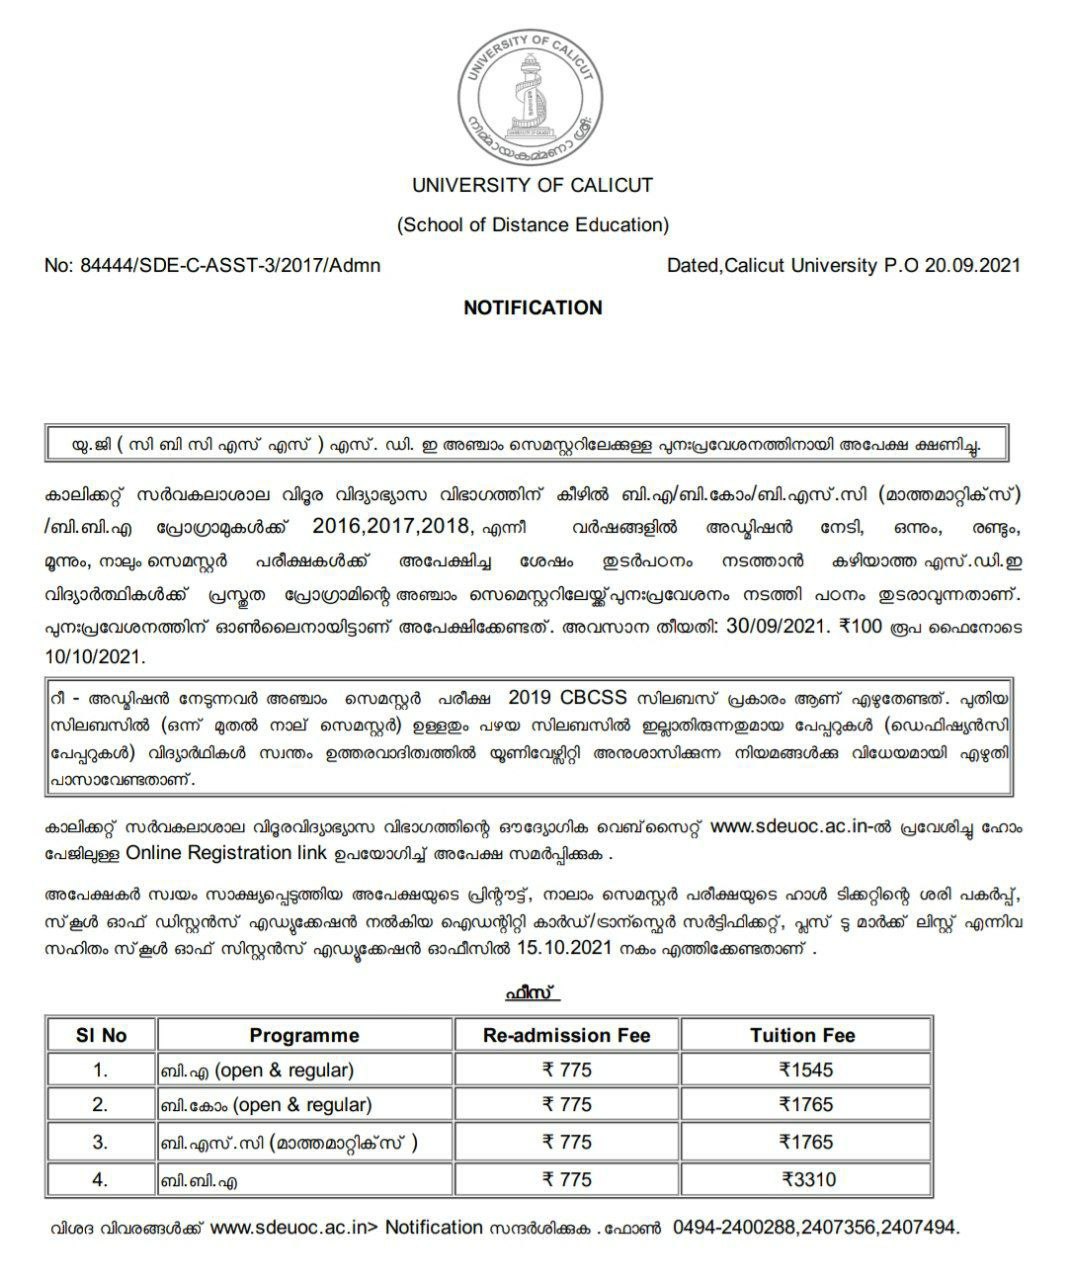 UNIVERSITY OF CALICUT
നിർമ്മായകർമ്മണാ ശ്രീഃ
UNIVERSITY OF CALICUT
(School of Distance Education)
No: 84444/SDE-C-ASST-3/2017/Admn Dated,Calicut University P.O 20.09.2021
NOTIFICATION
യു.ജി ( സി ബി സി എസ് എസ് ) എസ്. ഡി. ഇ അഞ്ചാം സെമസ്റ്ററിലേക്കുള്ള പുനഃപ്രവേശനത്തിനായി അപേക്ഷ ക്ഷണിച്ചു.
കാലിക്കറ്റ് സർവകലാശാല വിദൂര വിദ്യാഭ്യാസ വിഭാഗത്തിന് കീഴിൽ ബി.എ/ബി.കോം/ബി.എസ്.സി (മാത്തമാറ്റിക്സ്)
/ബി.ബി.എ പ്രോഗ്രാമുകൾക്ക് 2016,2017,2018, എന്നീ വർഷങ്ങളിൽ അഡ്മിഷൻ നേടി, ഒന്നും, രണ്ടും,
മൂന്നും, നാലും സെമസ്റ്റർ പരീക്ഷകൾക്ക് അപേക്ഷിച്ച ശേഷം തുടർപഠനം നടത്താൻ കഴിയാത്ത എസ്.ഡി.ഇ
വിദ്യാർത്ഥികൾക്ക് പ്രസ്തുത പ്രോഗ്രാമിന്റെ അഞ്ചാം സെമെസ്റ്ററിലേയ്ക്ക് പുനഃപ്രവേശനം നടത്തി പഠനം തുടരാവുന്നതാണ്.
പുനഃപ്രവേശനത്തിന് ഓൺലൈനായിട്ടാണ് അപേക്ഷിക്കേണ്ടത്. അവസാന തീയതി: 30/09/2021. ₹100 രൂപ ഫൈനോടെ
10/10/2021.
റീ - അഡ്മിഷൻ നേടുന്നവർ അഞ്ചാം സെമസ്റ്റർ പരീക്ഷ 2019 CBCSS സിലബസ് പ്രകാരം ആണ് എഴുതേണ്ടത്. പുതിയ
സിലബസിൽ (ഒന്ന് മുതൽ നാല് സെമസ്റ്റർ) ഉള്ളതും പഴയ സിലബസിൽ ഇല്ലാതിരുന്നതുമായ പേപ്പറുകൾ (ഡെഫിഷ്യൻസി
പേപ്പറുകൾ) വിദ്യാർഥികൾ സ്വന്തം ഉത്തരവാദിത്വത്തിൽ യൂണിവേഴ്സിറ്റി അനുശാസിക്കുന്ന നിയമങ്ങൾക്കു വിധേയമായി എഴുതി
പാസാവേണ്ടതാണ്.
കാലിക്കറ്റ് സർവകലാശാല വിദൂരവിദ്യാഭ്യാസ വിഭാഗത്തിന്റെ ഔദ്യോഗിക വെബ്സൈറ്റ് www.sdeuoc.ac.in-ൽ പ്രവേശിച്ചു ഹോം
പേജിലുള്ള Online Registration link ഉപയോഗിച്ച് അപേക്ഷ സമർപ്പിക്കുക .
അപേക്ഷകർ സ്വയം സാക്ഷ്യപ്പെടുത്തിയ അപേക്ഷയുടെ പ്രിന്റൗട്ട്, നാലാം സെമസ്റ്റർ പരീക്ഷയുടെ ഹാൾ ടിക്കറ്റിന്റെ ശരി പകർപ്പ്,
സ്കൂൾ ഓഫ് ഡിസ്റ്റൻസ് എഡ്യുക്കേഷൻ നൽകിയ ഐഡന്റിറ്റി കാർഡ്/ട്രാൻസ്ഫെർ സർട്ടിഫിക്കറ്റ്, പ്ലസ് ടു മാർക്ക് ലിസ്റ്റ് എന്നിവ
സഹിതം സ്കൂൾ ഓഫ് സിസ്റ്റൻസ് എഡ്യുക്കേഷൻ ഓഫീസിൽ 15.10.2021 നകം എത്തിക്കേണ്ടതാണ് .
ഫീസ്
SI No Programme Re-admission Fee Tuition Fee
1. ബി.എ (open & regular) ₹ 775 ₹1545
2. ബി.കോം (open & regular) ₹ 775 ₹1765
3. ബി.എസ്.സി (മാത്തമാറ്റിക്സ് ) ₹ 775 ₹1765
4. ബി.ബി.എ ₹ 775 ₹3310
വിശദ വിവരങ്ങൾക്ക് www.sdeuoc.ac.in> Notification സന്ദർശിക്കുക . ഫോൺ 0494-2400288,2407356,2407494.